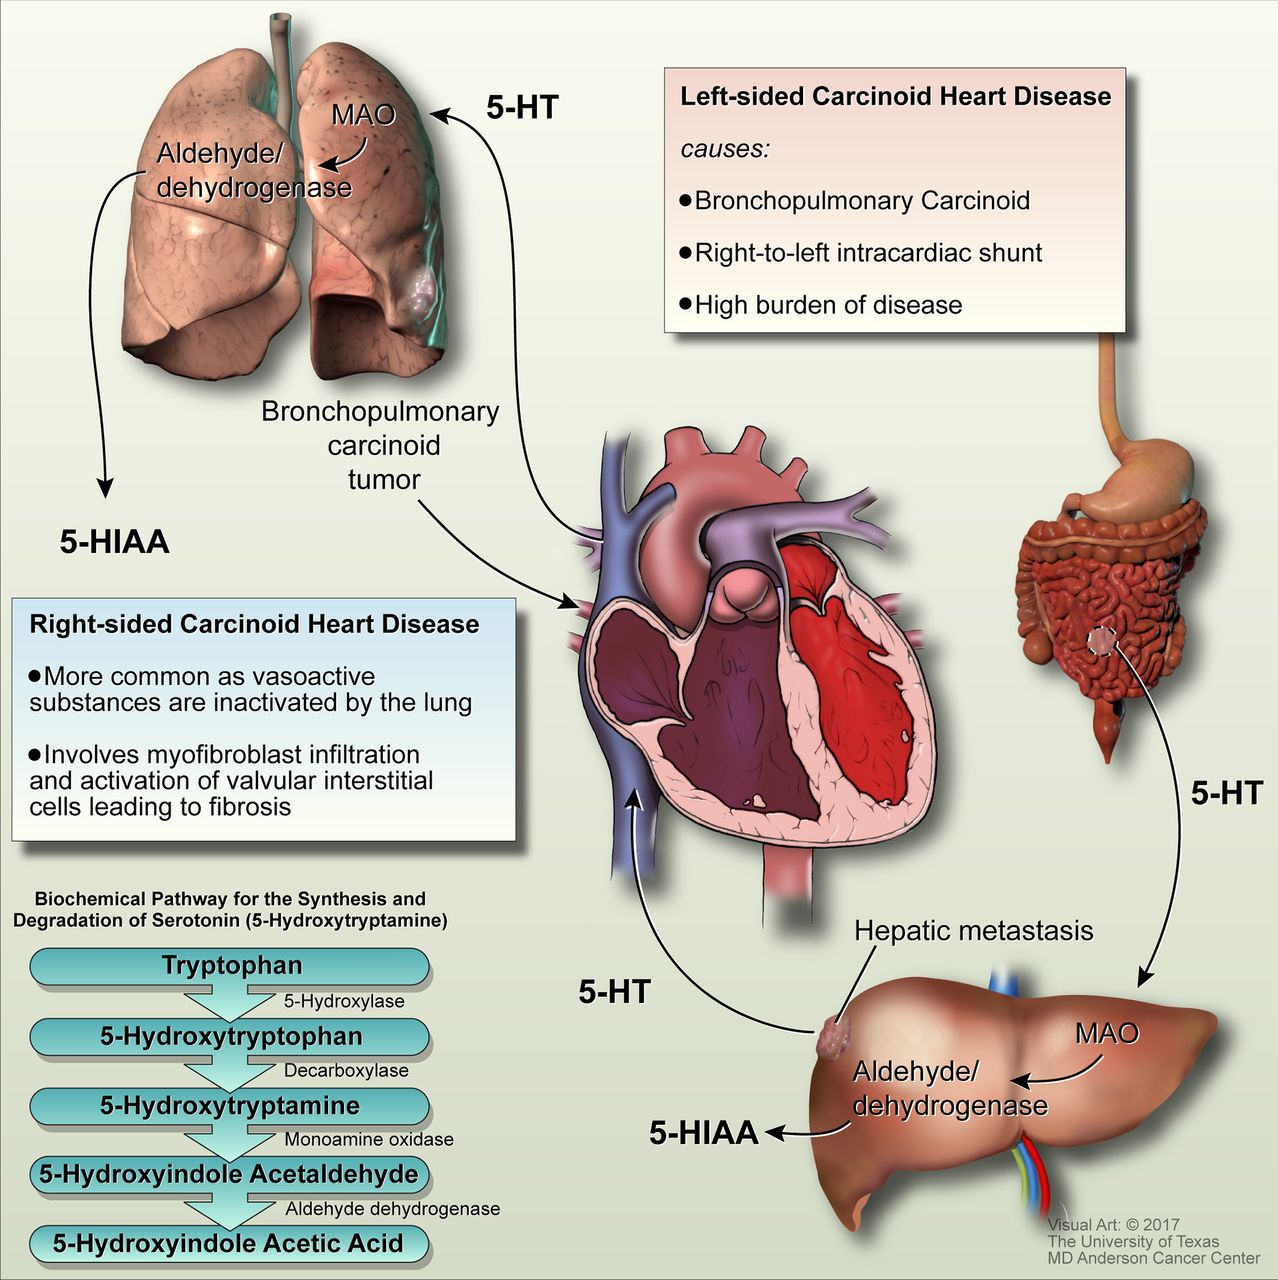 5-HT
MAO
Aldehyde/
dehydrogenase
Bronchopulmonary
carcinoid
tumor
5-HIAA
Left-sided Carcinoid Heart Disease
causes:
●Bronchopulmonary Carcinoid
●Right-to-left intracardiac shunt
●High burden of disease
Right-sided Carcinoid Heart Disease
●More common as vasoactive
substances are inactivated by the lung
●Involves myofibroblast infiltration
and activation of valvular interstitial
cells leading to fibrosis
5-HT
Hepatic metastasis
5-HT
MAO
Aldehyde/
dehydrogenase
5-HIAA
Biochemical Pathway for the Synthesis and
Degradation of Serotonin (5-Hydroxytryptamine)
Tryptophan
5-Hydroxylase
5-Hydroxytryptophan
Decarboxylase
5-Hydroxytryptamine
Monoamine oxidase
5-Hydroxyindole Acetaldehyde
Aldehyde dehydrogenase
5-Hydroxyindole Acetic Acid
Visual Art: © 2017
The University of Texas
MD Anderson Cancer Center